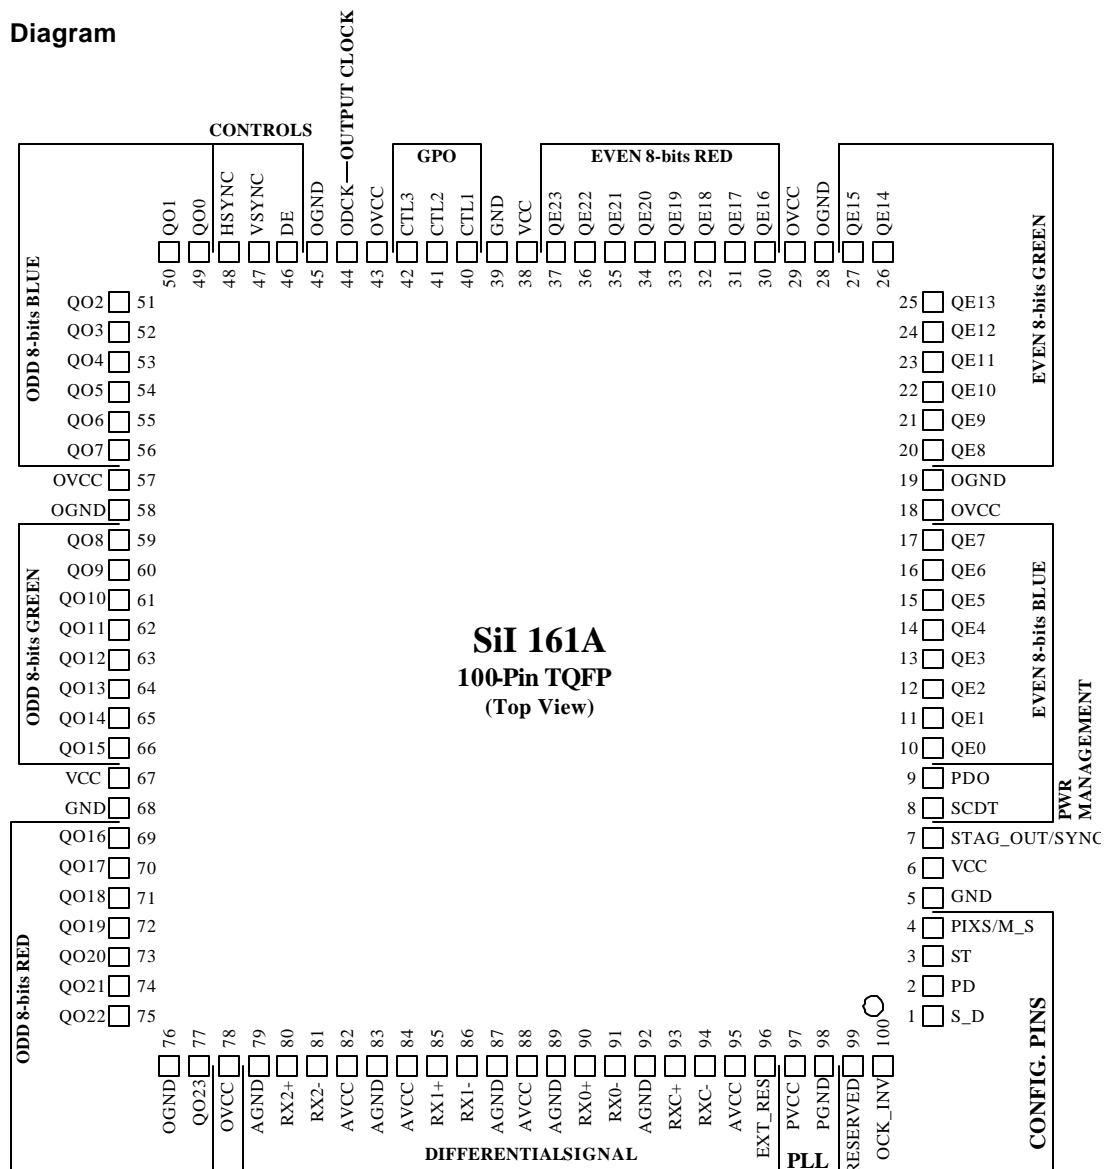 Diagram
CONTROLS
ODCK—OUTPUT CLOCK
GPO
EVEN 8-bits RED
QO1
QO0
HSYNC
VSYNC
DE
OGND
OVCC
CTL3
CTL2
CTL1
GND
VCC
QE23
QE22
QE21
QE20
QE19
QE18
QE17
QE16
OVCC
OGND
QE15
QE14
50
49
48
47
46
45
44
43
42
41
40
39
38
37
36
35
34
33
32
31
30
29
28
27
26
ODD 8-bits BLUE
QO2 51
QO3 52
QO4 53
QO5 54
QO6 55
QO7 56
OVCC 57
OGND 58
ODD 8-bits GREEN
QO8 59
QO9 60
QO10 61
QO11 62
QO12 63
QO13 64
QO14 65
QO15 66
VCC 67
GND 68
ODD 8-bits RED
QO16 69
QO17 70
QO18 71
QO19 72
QO20 73
QO21 74
QO22 75
SiI 161A
100-Pin TQFP
(Top View)
25 QE13
24 QE12
23 QE11
22 QE10
21 QE9
20 QE8
EVEN 8-bits GREEN
19 OGND
18 OVCC
17 QE7
16 QE6
15 QE5
14 QE4
13 QE3
12 QE2
11 QE1
10 QE0
EVEN 8-bits BLUE
9 PDO
8 SCDT
PWR
MANAGEMENT
7 STAG_OUT/SYNC
6 VCC
5 GND
4 PIXS/M_S
3 ST
2 PD
1 S_D
CONFIG. PINS
76
77
78
79
80
81
82
83
84
85
86
87
88
89
90
91
92
93
94
95
96
97
98
99
100
OGND
QO23
OVCC
AGND
RX2+
RX2-
AVCC
AGND
AVCC
RX1+
RX1-
AGND
AVCC
AGND
RX0+
RX0-
AGND
RXC+
RXC-
AVCC
EXT_RES
PVCC
PGND
RESERVED
OCK_INV
DIFFERENTIALSIGNAL
PLL